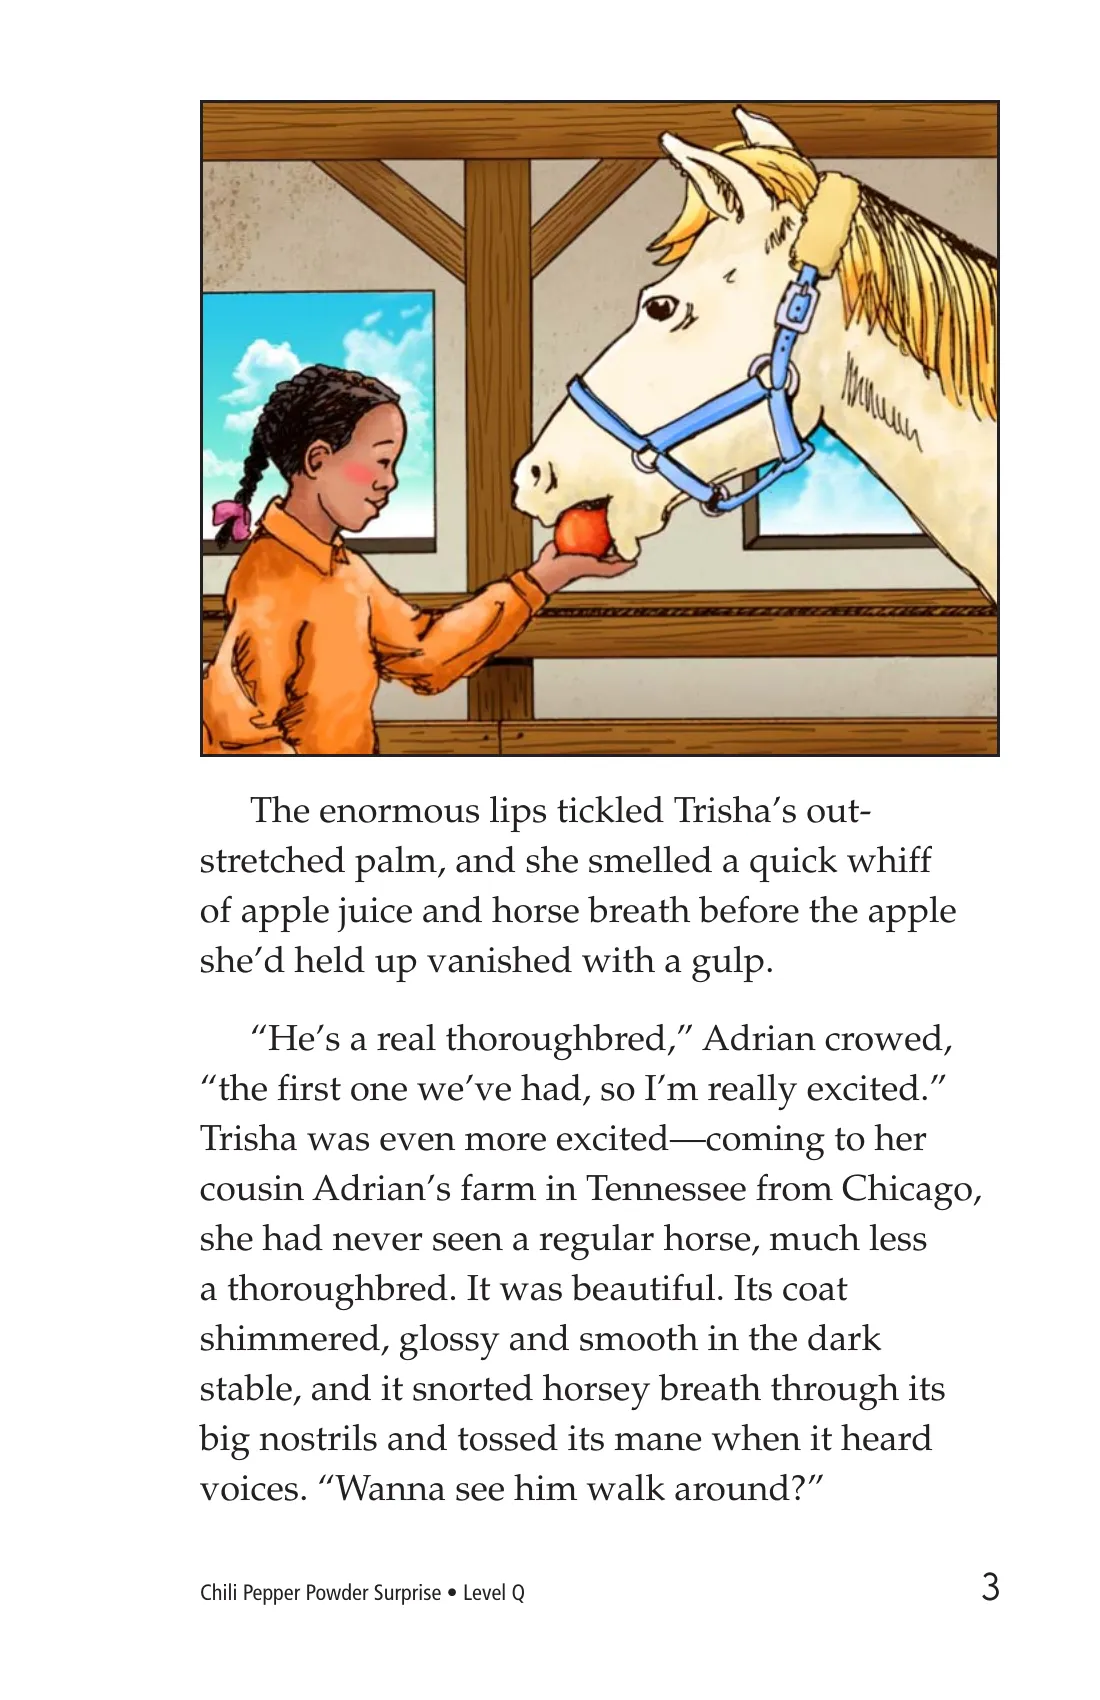 The enormous lips tickled Trisha’s out-
stretched palm, and she smelled a quick whiff
of apple juice and horse breath before the apple
she’d held up vanished with a gulp.
“He’s a real thoroughbred,” Adrian crowed,
“the first one we’ve had, so I’m really excited.”
Trisha was even more excited—coming to her
cousin Adrian’s farm in Tennessee from Chicago,
she had never seen a regular horse, much less
a thoroughbred. It was beautiful. Its coat
shimmered, glossy and smooth in the dark
stable, and it snorted horsey breath through its
big nostrils and tossed its mane when it heard
voices. “Wanna see him walk around?”
Chili Pepper Powder Surprise • Level Q 3